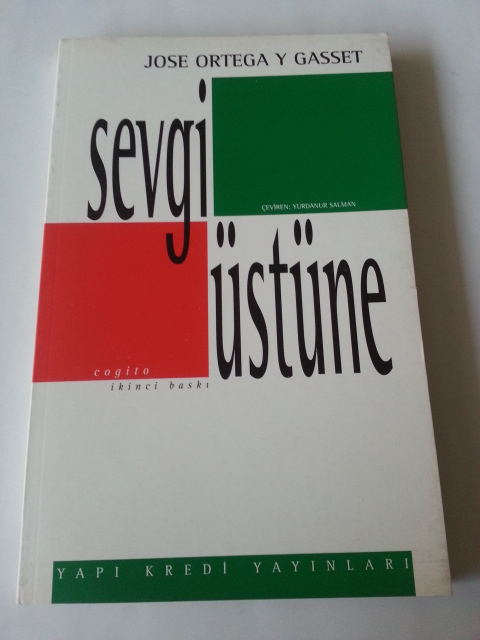 JOSE ORTEGA Y GASSET
sevgi
ÇEVİREN: YURDANUR SALMAN
üstüne
cogito
ikinci baskı
YAPI KREDİ YAYINLARI